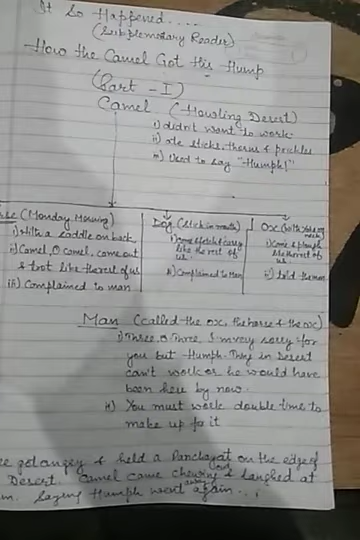 It So Happened....
(Supplementary Reader)
How the Camel Got His Hump
(Part - I)
Camel (Howling Desert)
i) didn't want to work.
ii) ate sticks, thorns & prickles
iii) Used to say "Humph!"
(Monday Morning)
i) With a saddle on back
ii) Camel, O Camel, come out
& trot like the rest of us
iii) Complained to man
Dog (stick in mouth)
i) come & fetch & carry
like the rest of
us.
ii) Complained to Man
Ox (with yoke on
neck)
i) Come & plough
like the rest of
us
ii) told the man
Man (called the ox, the horse & the ox)
i) Three, O Three, I'm very sorry for
you but Humph-Thing in Desert
can't work or he would have
been here by now.
ii) You must work double time to
make up for it
got angry & held a Panchayat on the edge of
Desert. Camel came chewing & laughed at
Saying Humph went away again...